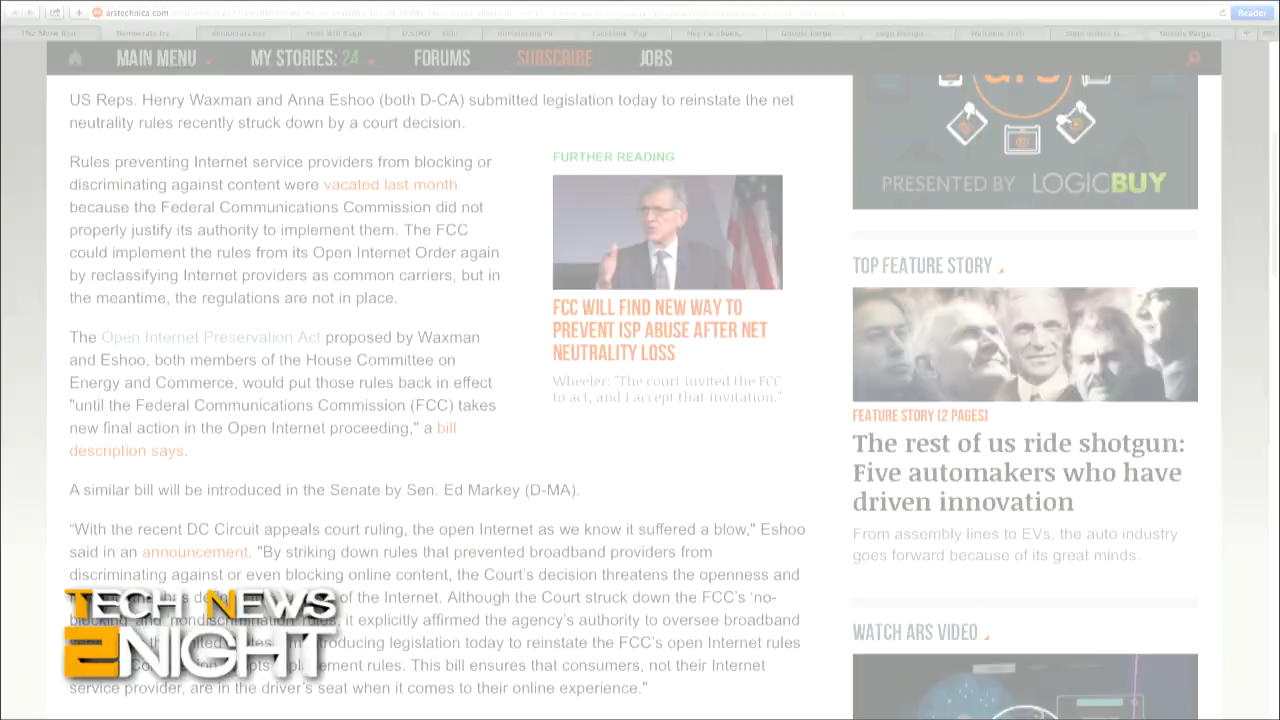 arstechnica.com
Reader
MAIN MENU
MY STORIES: 24
FORUMS
SUBSCRIBE
JOBS
US Reps. Henry Waxman and Anna Eshoo (both D-CA) submitted legislation today to reinstate the net
neutrality rules recently struck down by a court decision.
Rules preventing Internet service providers from blocking or
discriminating against content were vacated last month
because the Federal Communications Commission did not
properly justify its authority to implement them. The FCC
could implement the rules from its Open Internet Order again
by reclassifying Internet providers as common carriers, but in
the meantime, the regulations are not in place.
The Open Internet Preservation Act proposed by Waxman
and Eshoo, both members of the House Committee on
Energy and Commerce, would put those rules back in effect
"until the Federal Communications Commission (FCC) takes
new final action in the Open Internet proceeding," a bill
description says.
A similar bill will be introduced in the Senate by Sen. Ed Markey (D-MA).
"With the recent DC Circuit appeals court ruling, the open Internet as we know it suffered a blow," Eshoo
said in an announcement. "By striking down rules that prevented broadband providers from
discriminating against or even blocking online content, the Court's decision threatens the openness and
of the Internet. Although the Court struck down the FCC's 'no-
blocking' and 'nondiscrimination' rules, it explicitly affirmed the agency's authority to oversee broadband
introducing legislation today to reinstate the FCC's open Internet rules
rules. This bill ensures that consumers, not their Internet
service provider, are in the driver's seat when it comes to their online experience."
FURTHER READING
FCC WILL FIND NEW WAY TO
PREVENT ISP ABUSE AFTER NET
NEUTRALITY LOSS
Wheeler: "The court invited the FCC
to act, and I accept that invitation."
ars
PRESENTED BY LOGICBUY
TOP FEATURE STORY
FEATURE STORY (2 PAGES)
The rest of us ride shotgun:
Five automakers who have
driven innovation
From assembly lines to EVs, the auto industry
goes forward because of its great minds.
WATCH ARS VIDEO
TECH NEWS
2NIGHT